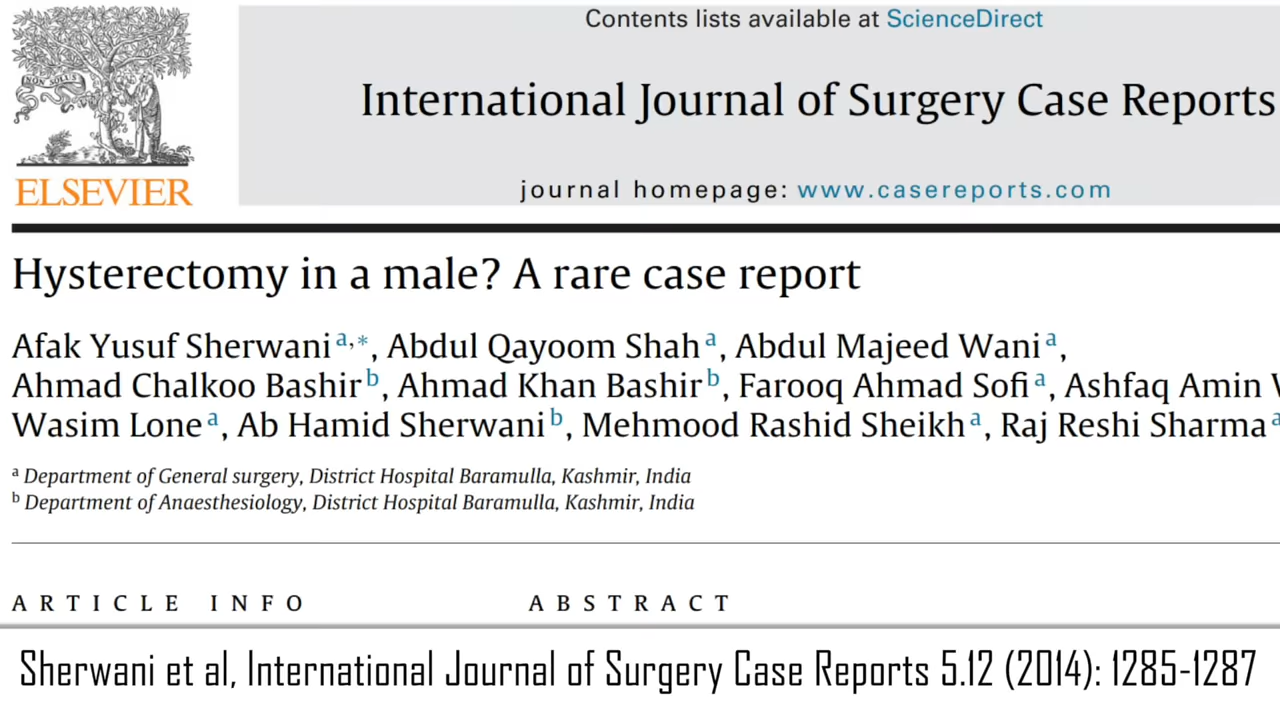 Contents lists available at ScienceDirect
International Journal of Surgery Case Reports
journal homepage: www.casereports.com
NON SOLUS
ELSEVIER
Hysterectomy in a male? A rare case report
Afak Yusuf Sherwani a,*, Abdul Qayoom Shah a, Abdul Majeed Wani a,
Ahmad Chalkoo Bashir b, Ahmad Khan Bashir b, Farooq Ahmad Sofi a, Ashfaq Amin
Wasim Lone a, Ab Hamid Sherwani b, Mehmood Rashid Sheikh a, Raj Reshi Sharma a
a Department of General surgery, District Hospital Baramulla, Kashmir, India
b Department of Anaesthesiology, District Hospital Baramulla, Kashmir, India
ARTICLE INFO
ABSTRACT
Sherwani et al, International Journal of Surgery Case Reports 5.12 (2014): 1285-1287